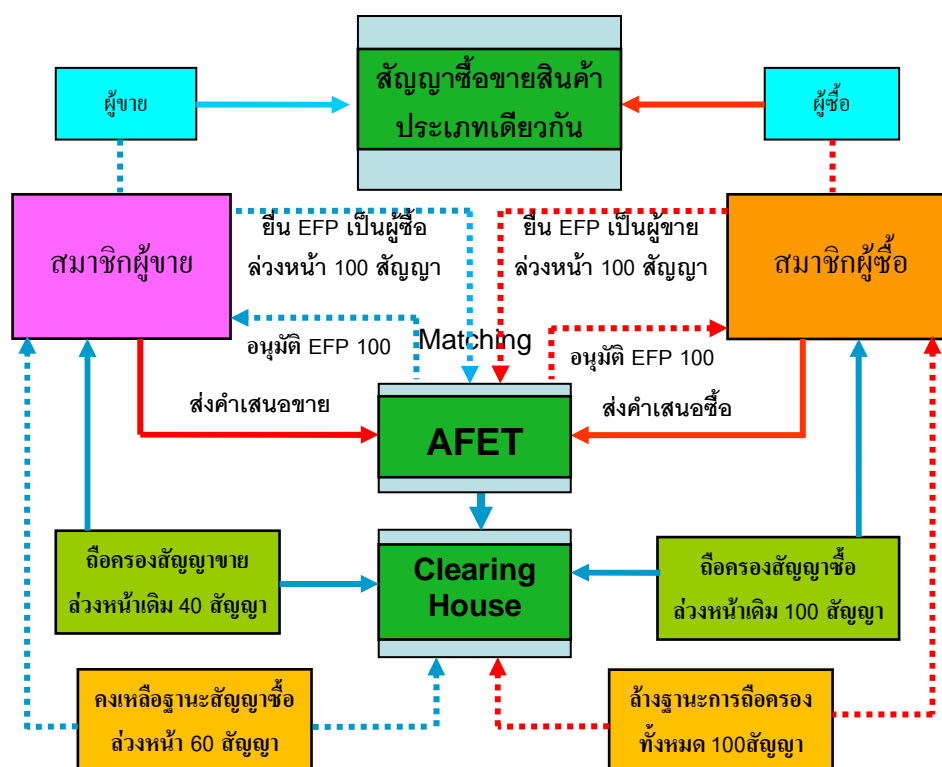 สัญญาซื้อขายสินค้า
ประเภทเดียวกัน
ผู้ขาย
ผู้ซื้อ
สมาชิกผู้ขาย
ยื่น EFP เป็นผู้ซื้อ
ล่วงหน้า 100 สัญญา
ยื่น EFP เป็นผู้ขาย
ล่วงหน้า 100 สัญญา
สมาชิกผู้ซื้อ
อนุมัติ EFP 100
Matching
อนุมัติ EFP 100
ส่งคำเสนอขาย
ส่งคำเสนอซื้อ
AFET
ถือครองสัญญาขาย
ล่วงหน้าเดิม 40 สัญญา
Clearing
House
ถือครองสัญญาซื้อ
ล่วงหน้าเดิม 100 สัญญา
คงเหลือฐานะสัญญาซื้อ
ล่วงหน้า 60 สัญญา
ล้างฐานะการถือครอง
ทั้งหมด 100สัญญา